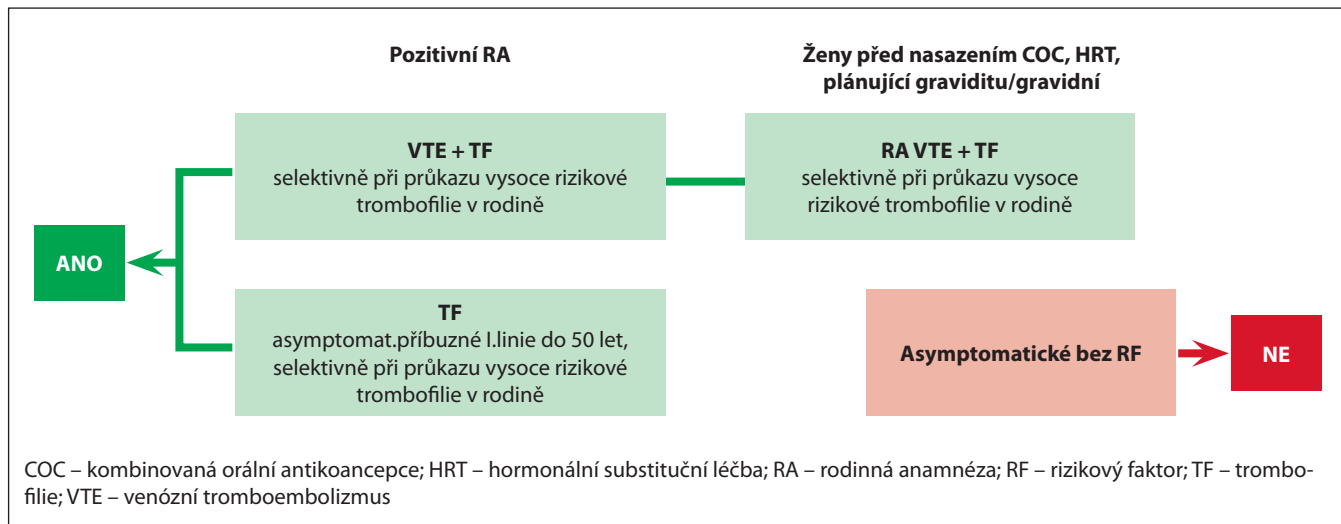 Pozitivní RA
Ženy před nasazením COC, HRT,
plánující graviditu/gravidní
VTE + TF
selektivně při průkazu vysoce rizikové
trombofilie v rodině
RA VTE + TF
selektivně při průkazu vysoce
rizikové trombofilie v rodině
ANO
TF
asymptomat.příbuzné I.linie do 50 let,
selektivně při průkazu vysoce rizikové
trombofilie v rodině
Asymptomatické bez RF
NE
COC – kombinovaná orální antikoancepce; HRT – hormonální substituční léčba; RA – rodinná anamnéza; RF – rizikový faktor; TF – trombo-
filie; VTE – venózní tromboembolizmus